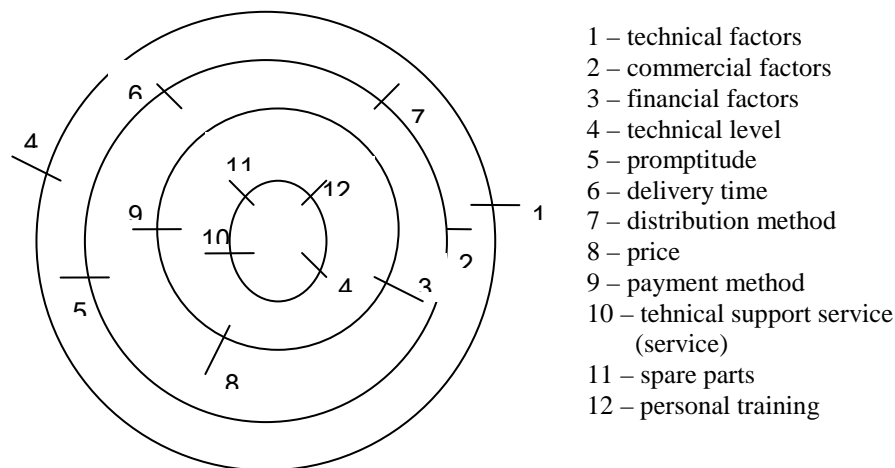 6
7
4
11
12
1
9
10
2
4
3
5
8
1 – technical factors
2 – commercial factors
3 – financial factors
4 – technical level
5 – promptitude
6 – delivery time
7 – distribution method
8 – price
9 – payment method
10 – tehnical support service
(service)
11 – spare parts
12 – personal training